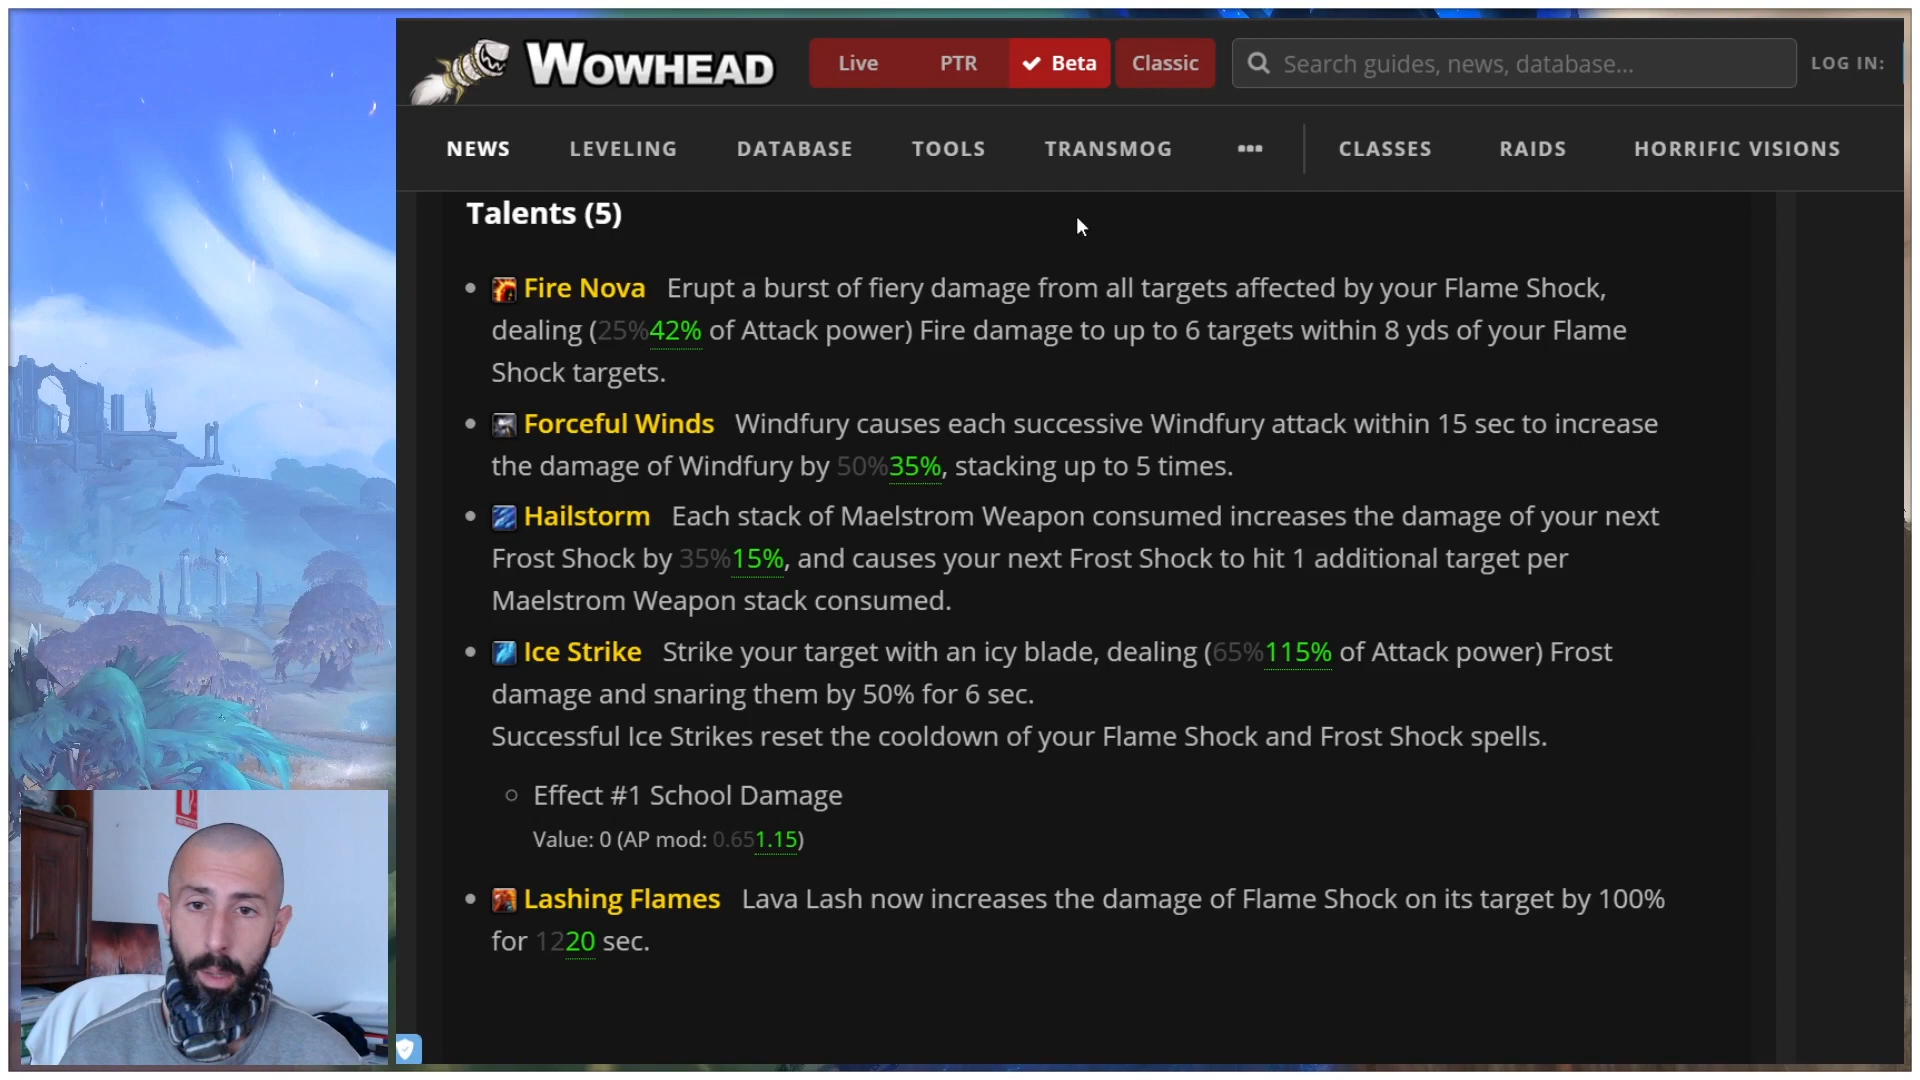 WOWHEAD
Live PTR Beta Classic
Search guides, news, database...
LOG IN:
NEWS LEVELING DATABASE TOOLS TRANSMOG ••• CLASSES RAIDS HORRIFIC VISIONS
Talents (5)
Fire Nova Erupt a burst of fiery damage from all targets affected by your Flame Shock,
dealing (25%42% of Attack power) Fire damage to up to 6 targets within 8 yds of your Flame
Shock targets.
Forceful Winds Windfury causes each successive Windfury attack within 15 sec to increase
the damage of Windfury by 50%35%, stacking up to 5 times.
Hailstorm Each stack of Maelstrom Weapon consumed increases the damage of your next
Frost Shock by 35%15%, and causes your next Frost Shock to hit 1 additional target per
Maelstrom Weapon stack consumed.
Ice Strike Strike your target with an icy blade, dealing (65%115% of Attack power) Frost
damage and snaring them by 50% for 6 sec.
Successful Ice Strikes reset the cooldown of your Flame Shock and Frost Shock spells.
Effect #1 School Damage
Value: 0 (AP mod: 0.651.15)
Lashing Flames Lava Lash now increases the damage of Flame Shock on its target by 100%
for 1220 sec.